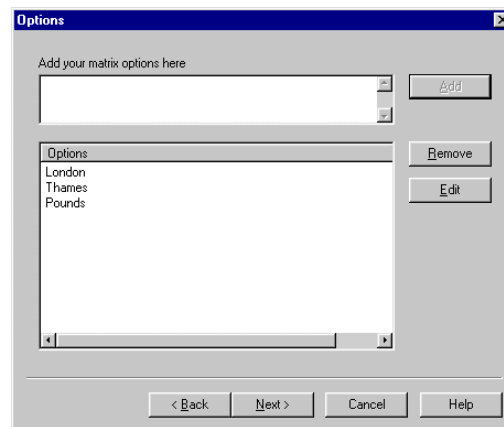 Options
Add your matrix options here
Add
Options
Remove
London
Edit
Thames
Pounds
< Back
Next >
Cancel
Help